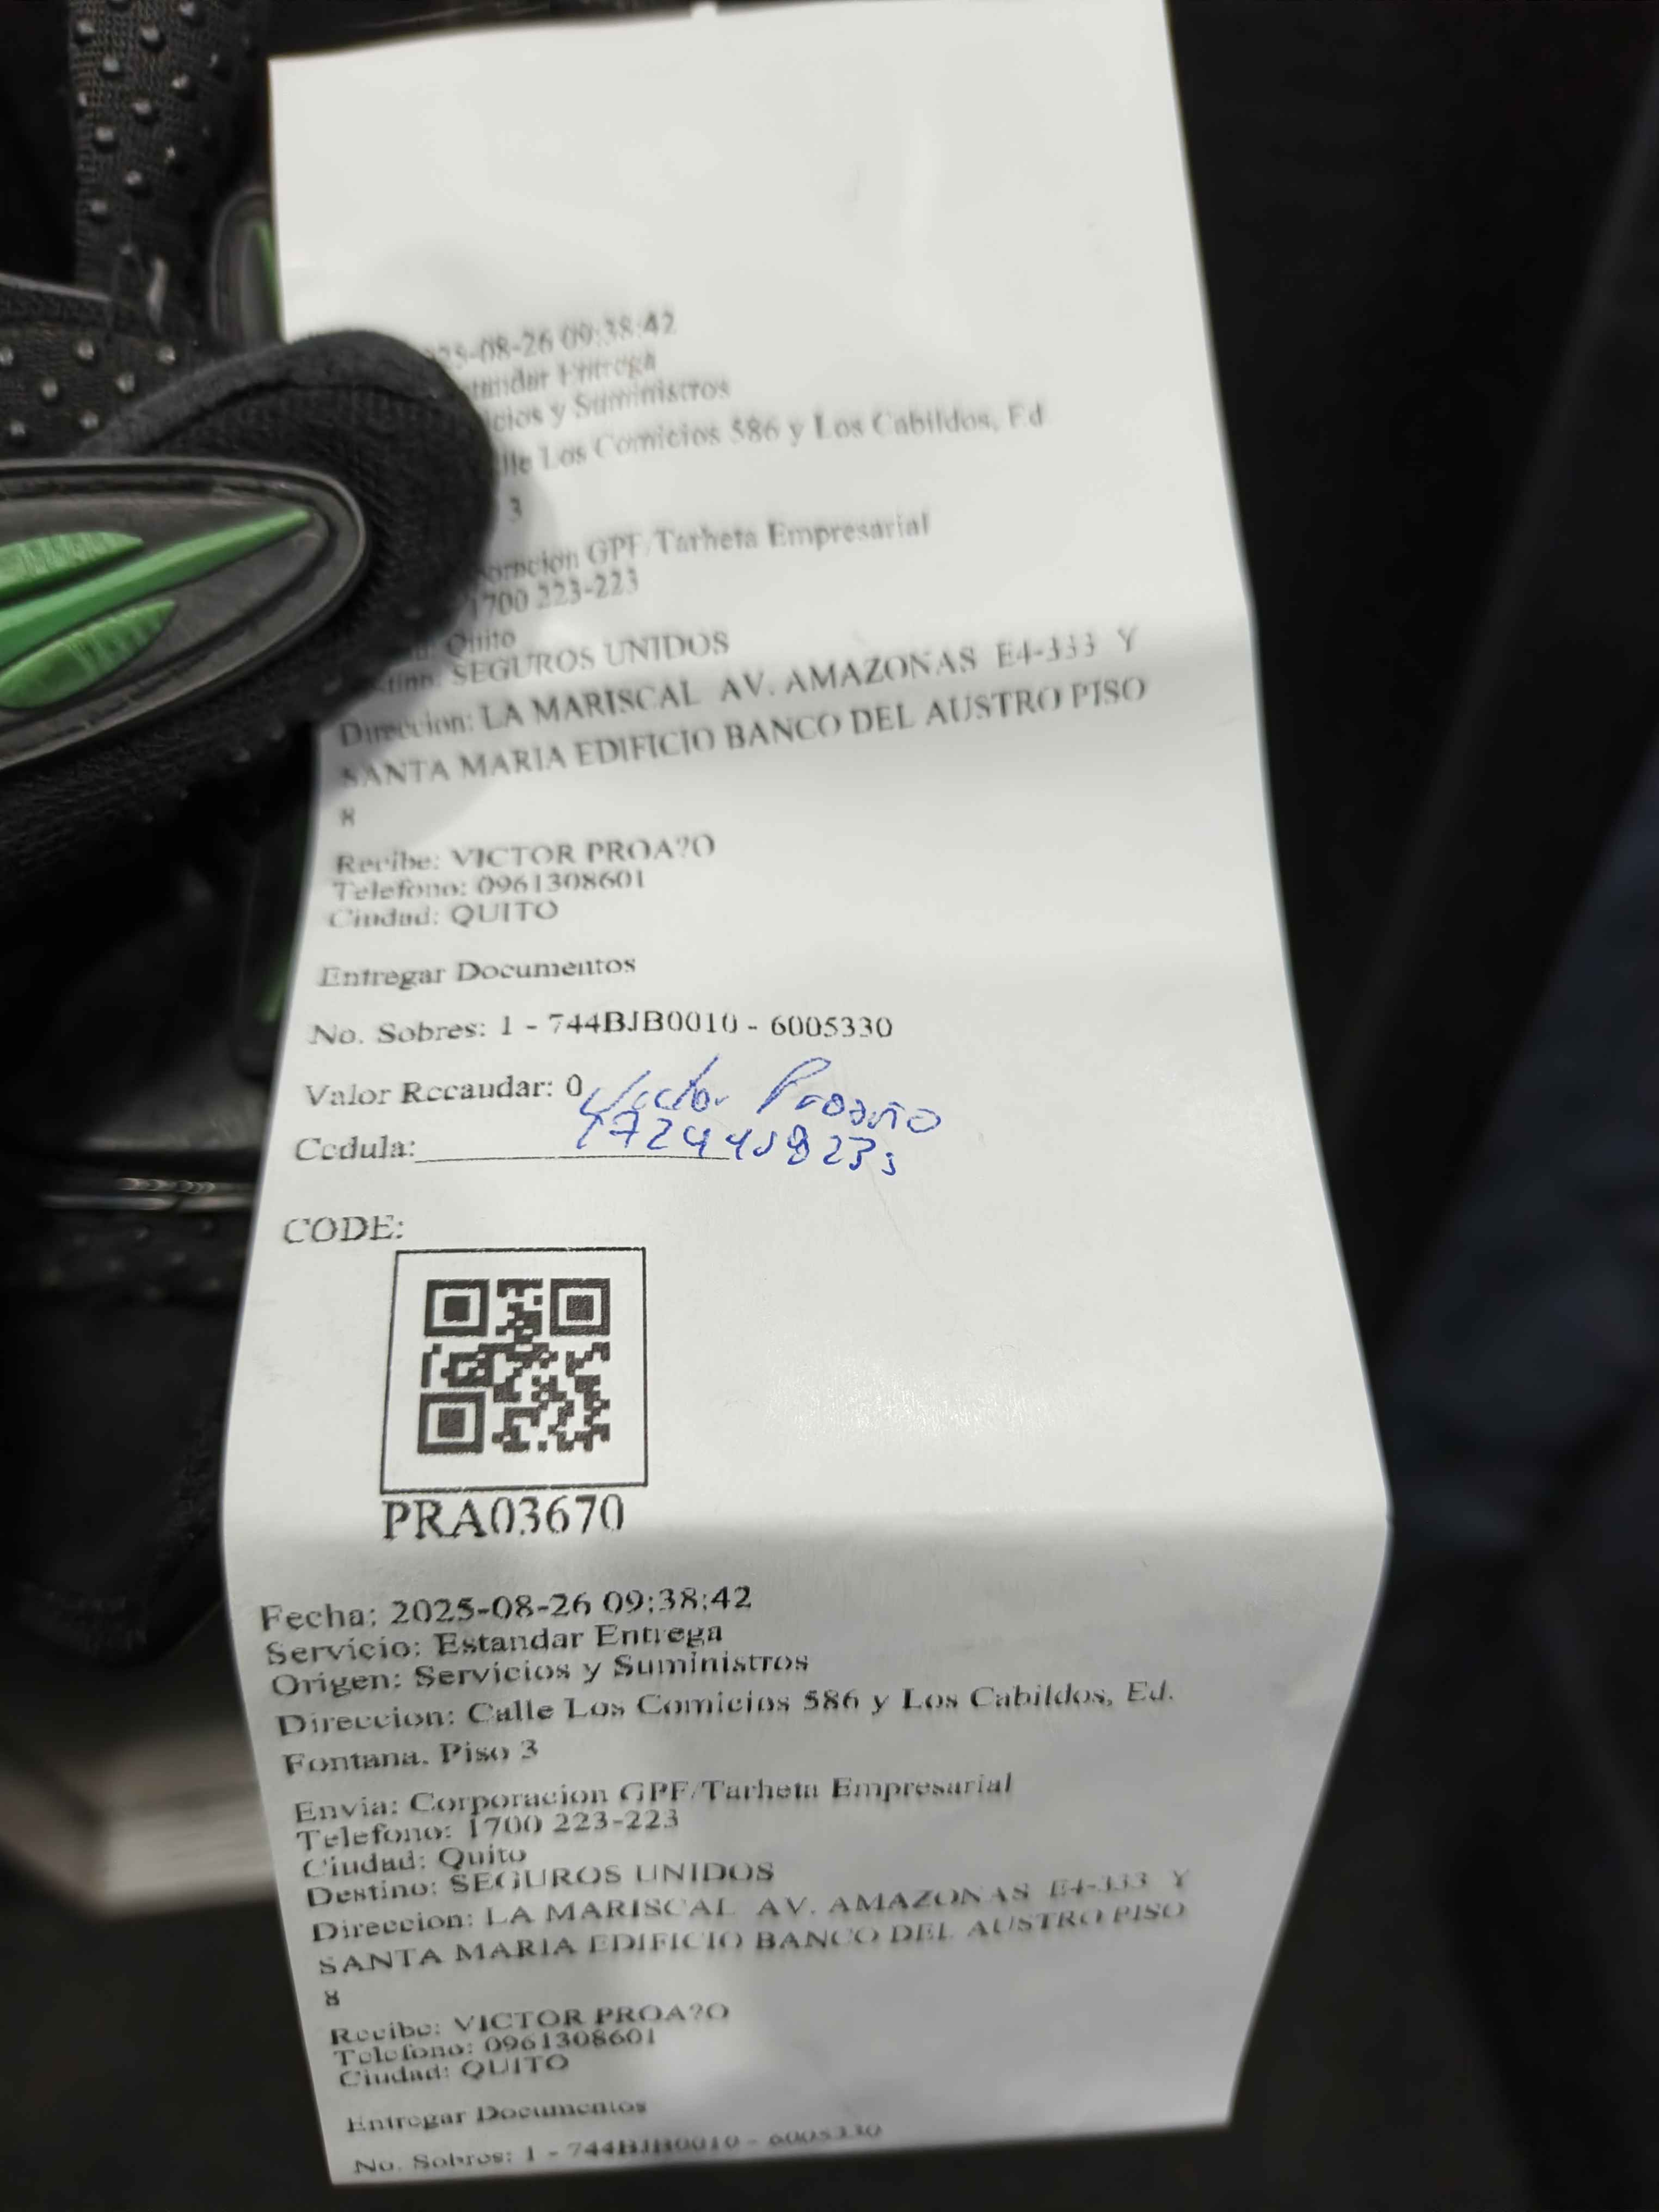 25-08-26 09:38:42
Entrega
cios y Suministros
lle Los Comicios 586 y Los Cabildos, Ed.
3
oracion GPF/Tarheta Empresarial
1700 223-223
Quito
SEGUROS UNIDOS
Direccion: LA MARISCAL AV. AMAZONAS E4-333 Y
SANTA MARIA EDIFICIO BANCO DEL AUSTRO PISO
8
Recibe: VICTOR PROA?O
Telefono: 0961308601
Ciudad: QUITO
Entregar Documentos
No. Sobres: 1 - 744BJB0010 - 6005330
Valor Recaudar: 0
Victor Proaño
Cedula:
CODE:
PRA03670
Fecha: 2025-08-26 09:38:42
Servicio: Estandar Entrega
Origen: Servicios y Suministros
Direccion: Calle Los Comicios 586 y Los Cabildos, Ed.
Fontana. Piso 3
Envia: Corporacion GPF/Tarheta Empresarial
Telefono: 1700 223-223
Ciudad: Quito
Destino: SEGUROS UNIDOS
Direccion: LA MARISCAL AV. AMAZONAS E4-333 Y
SANTA MARIA EDIFICIO BANCO DEL AUSTRO PISO
8
Recibe: VICTOR PROA?O
Telefono: 0961308601
Ciudad: QUITO
Entregar Documentos
No. Sobres: 1 - 744BJB0010 - 6005330